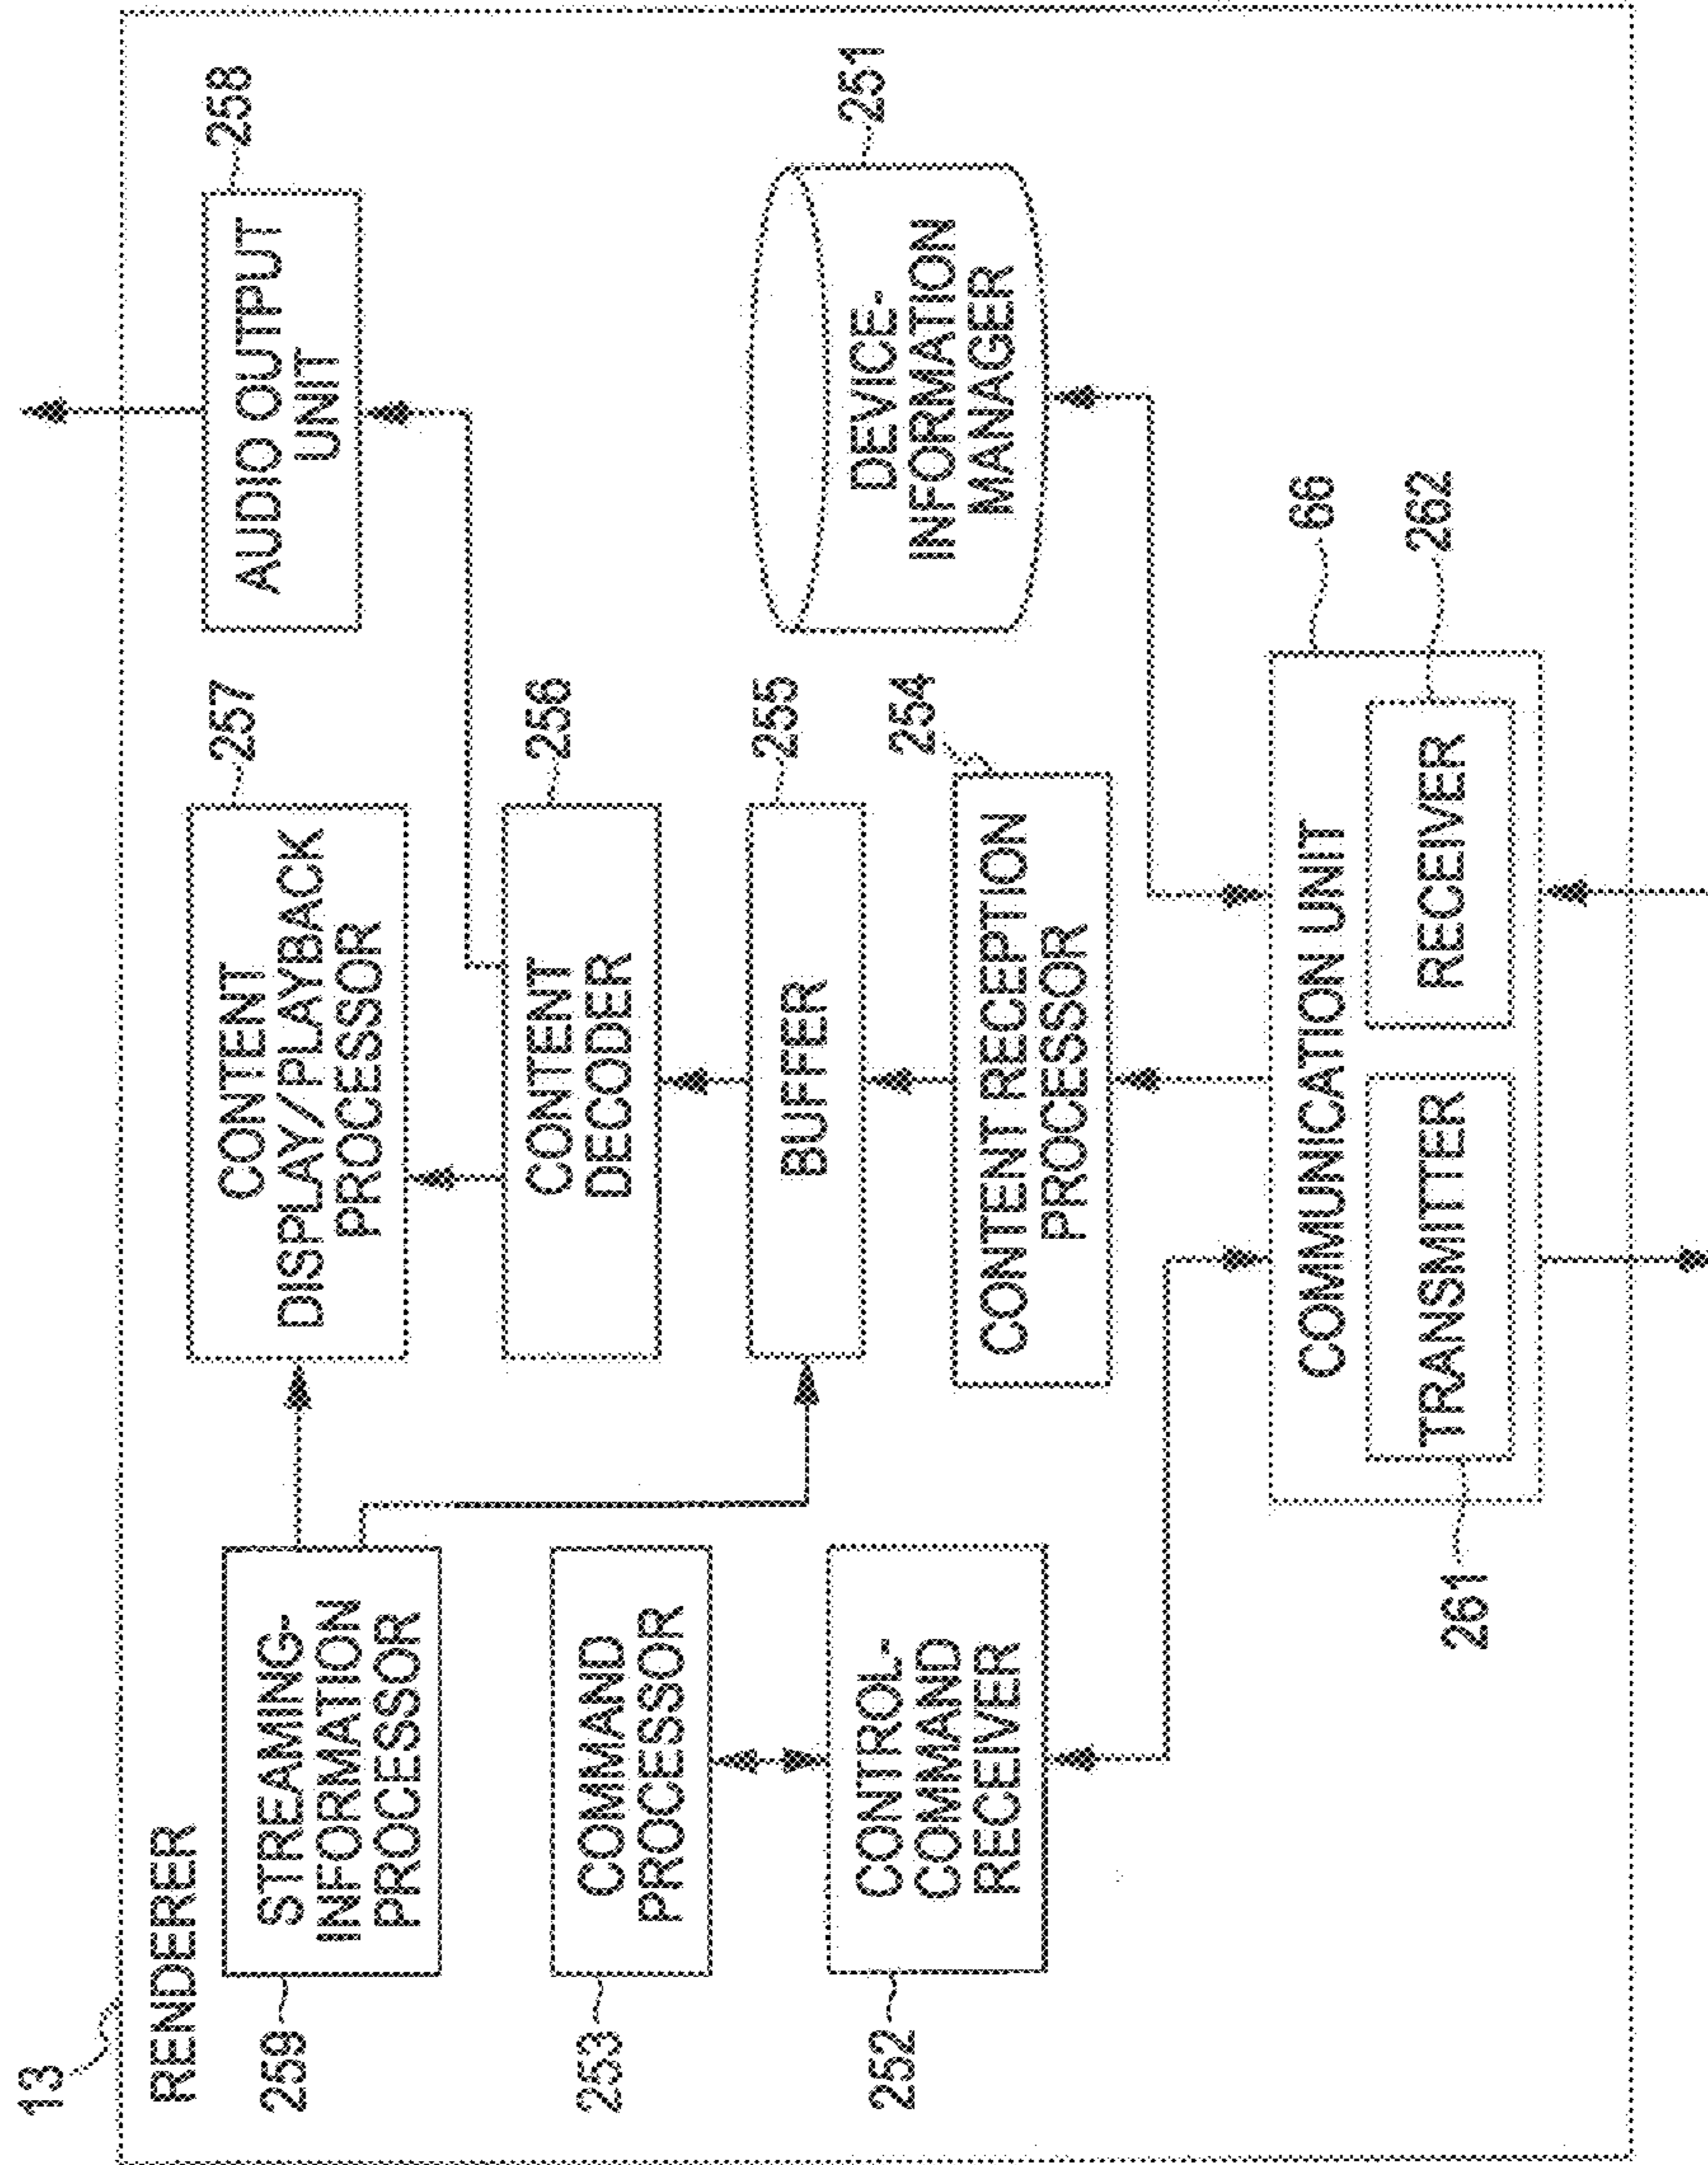 13
RENDERER
259
STREAMING-
INFORMATION
PROCESSOR
257
CONTENT
DISPLAY/PLAYBACK
PROCESSOR
258
AUDIO OUTPUT
UNIT
253
COMMAND
PROCESSOR
256
CONTENT
DECODER
252
CONTROL-
COMMAND
RECEIVER
255
BUFFER
251
DEVICE-
INFORMATION
MANAGER
254
CONTENT RECEPTION
PROCESSOR
66
COMMUNICATION UNIT
261
TRANSMITTER
262
RECEIVER